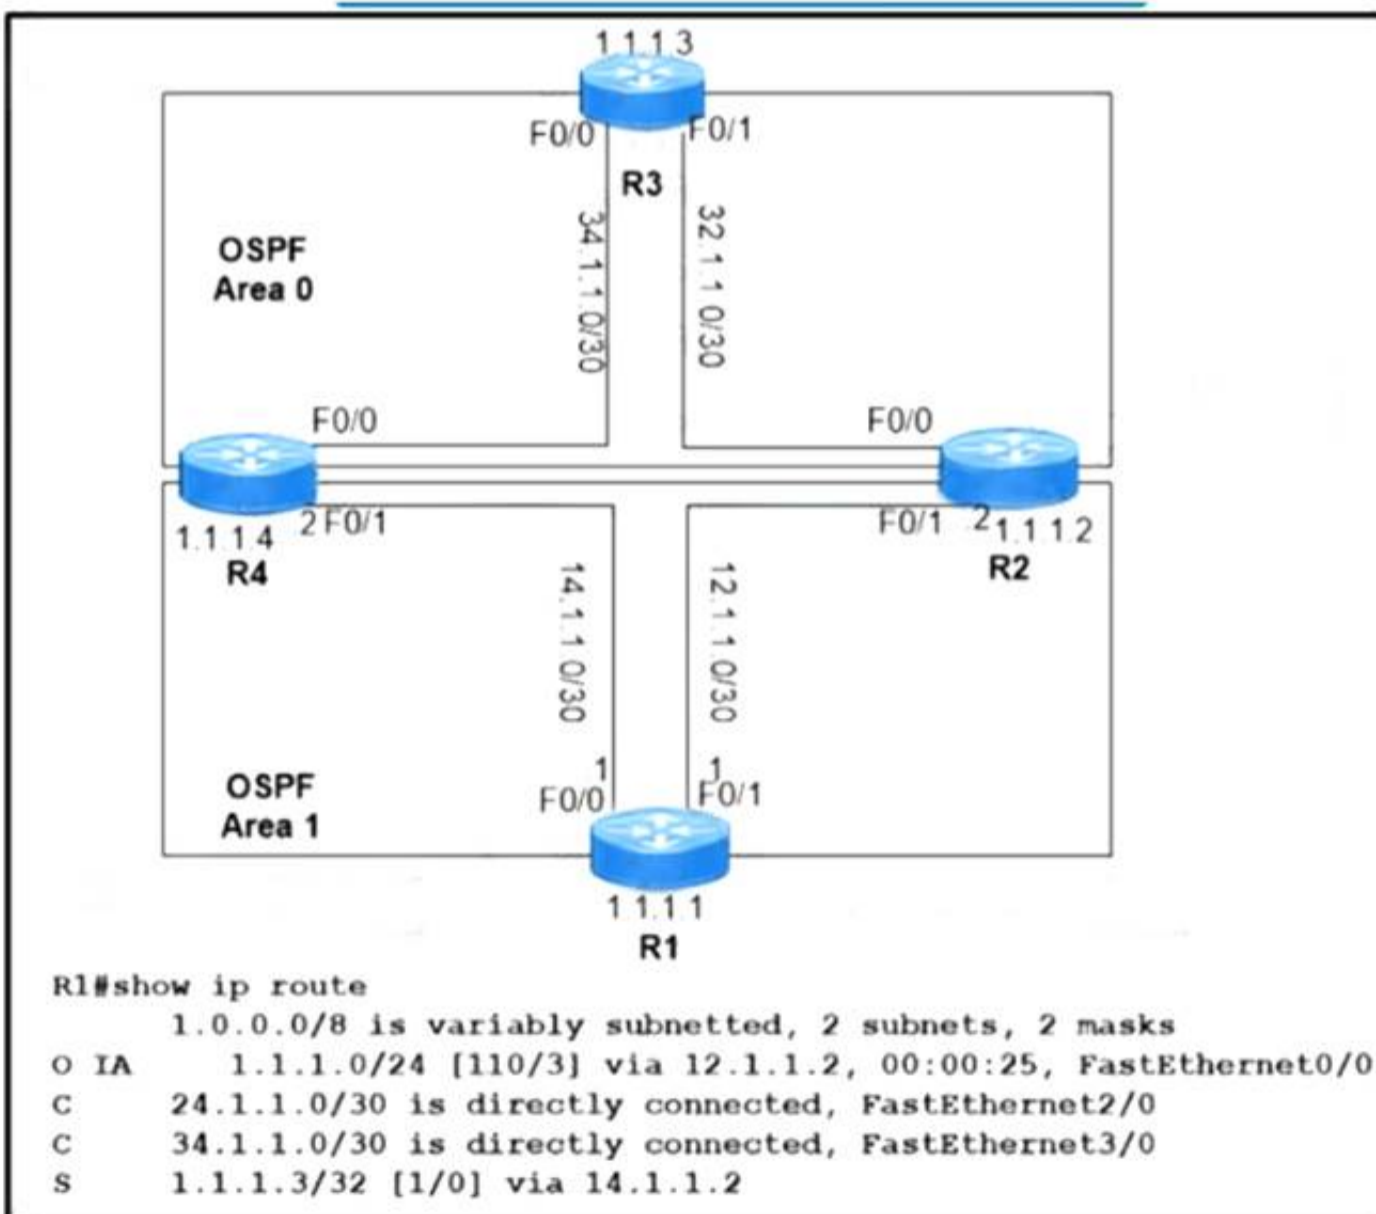 1 1.1 3
F0/0
F0/1
R3
34.1.1.0/30
32.1.1 0/30
OSPF
Area 0
F0/0
F0/0
1.1 1.4
2 F0/1
F0/1 2
1.1 1.2
R4
R2
14.1.1 0/30
12.1.1.0/30
OSPF
Area 1
1
F0/0
1
F0/1
1 1.1 1
R1
R1#show ip route
1.0.0.0/8 is variably subnetted, 2 subnets, 2 masks
O IA 1.1.1.0/24 [110/3] via 12.1.1.2, 00:00:25, FastEthernet0/0
C 24.1.1.0/30 is directly connected, FastEthernet2/0
C 34.1.1.0/30 is directly connected, FastEthernet3/0
S 1.1.1.3/32 [1/0] via 14.1.1.2